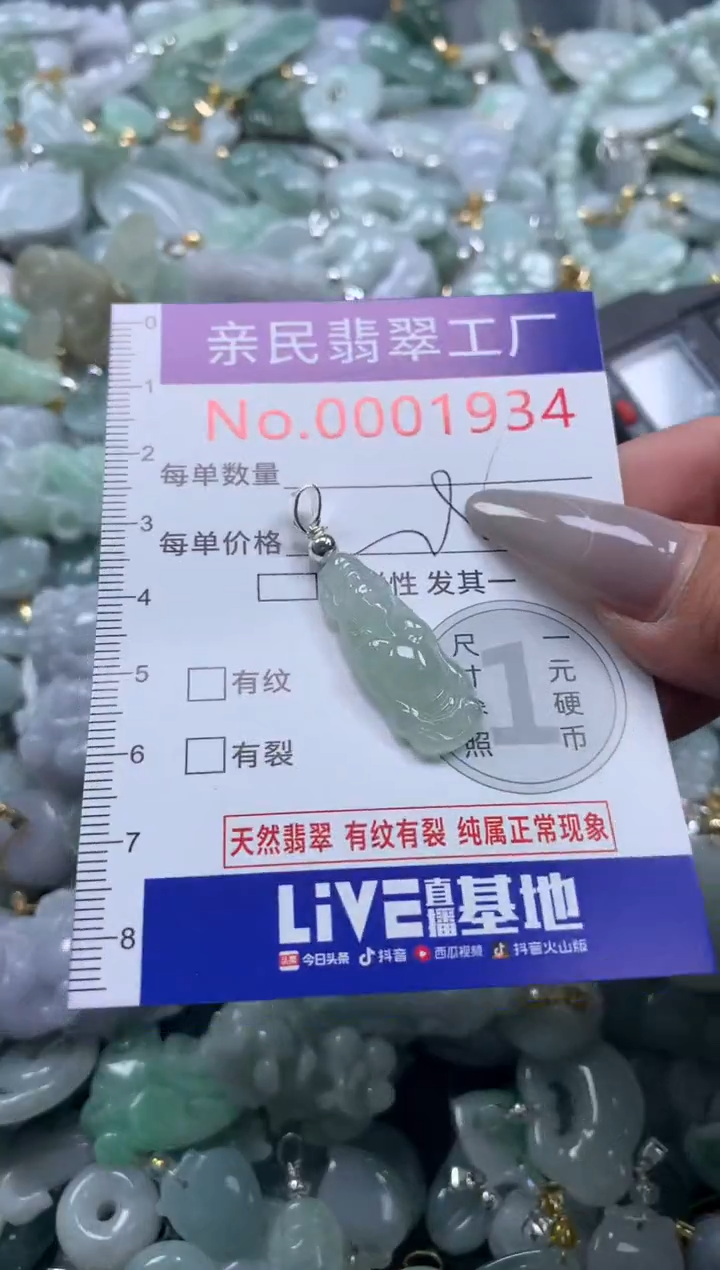 0
亲民翡翠工厂
1
No.0001934
2
每单数量
3
每单价格
4
性 发其一
尺寸 照
1
一元硬币
5
有纹
6
有裂
7
天然翡翠 有纹有裂 纯属正常现象
LiVE直播基地
8
头条 今日头条 抖音 西瓜视频 抖音火山版